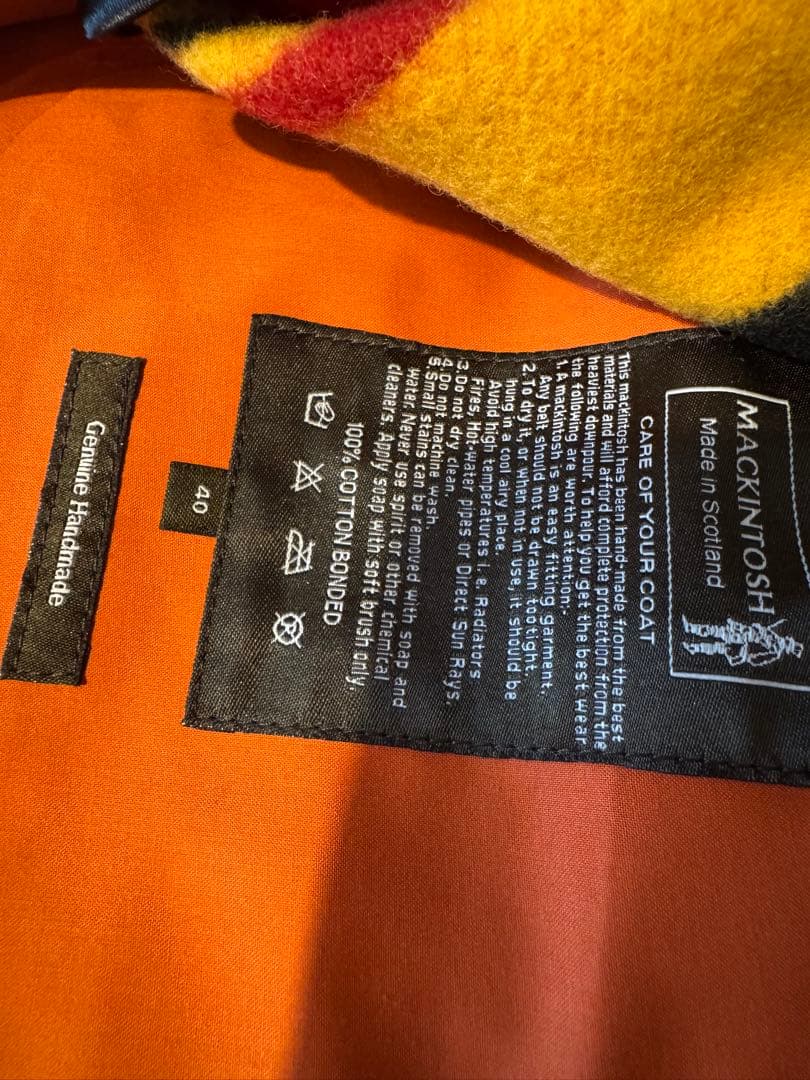 MACKINTOSH
Made in Scotland
CARE OF YOUR COAT
This mackintosh has been hand-made from the best
materials and will afford complete protection from the
heaviest downpour. To help you get the best wear
the following are worth attention:
1. A mackintosh is an easy fitting garment.
Any belt should not be drawn too tight.
2. To dry it, or when not in use, it should be
hung in a cool airy place.
Avoid high temperatures i.e. Radiators
Fires, Hot-water pipes or Direct Sun Rays.
3. Do not dry clean.
4. Do not machine wash.
5. Small stains can be removed with soap and
water. Never use spirit or other chemical
cleaners. Apply soap with soft brush only.
100% COTTON BONDED
40
Genuine Handmade